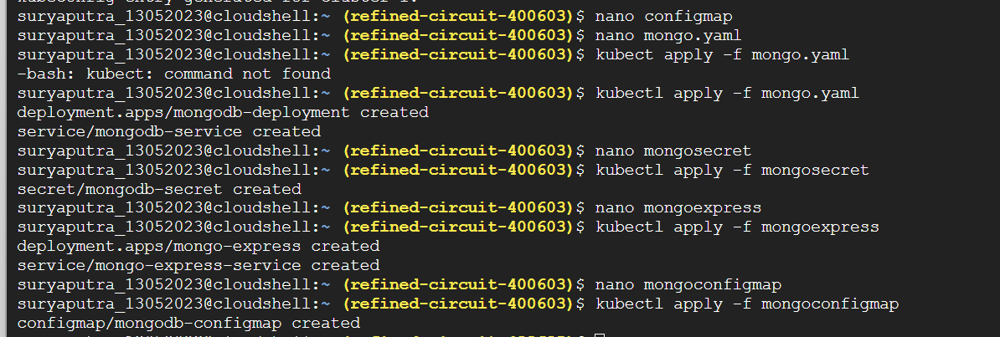 suryaputra_13052023@cloudshell:~ (refined-circuit-400603)$ nano configmap
suryaputra_13052023@cloudshell:~ (refined-circuit-400603)$ nano mongo.yaml
suryaputra_13052023@cloudshell:~ (refined-circuit-400603)$ kubect apply -f mongo.yaml
-bash: kubect: command not found
suryaputra_13052023@cloudshell:~ (refined-circuit-400603)$ kubectl apply -f mongo.yaml
deployment.apps/mongodb-deployment created
service/mongodb-service created
suryaputra_13052023@cloudshell:~ (refined-circuit-400603)$ nano mongosecret
suryaputra_13052023@cloudshell:~ (refined-circuit-400603)$ kubectl apply -f mongosecret
secret/mongodb-secret created
suryaputra_13052023@cloudshell:~ (refined-circuit-400603)$ nano mongoexpress
suryaputra_13052023@cloudshell:~ (refined-circuit-400603)$ kubectl apply -f mongoexpress
deployment.apps/mongo-express created
service/mongo-express-service created
suryaputra_13052023@cloudshell:~ (refined-circuit-400603)$ nano mongoconfigmap
suryaputra_13052023@cloudshell:~ (refined-circuit-400603)$ kubectl apply -f mongoconfigmap
configmap/mongodb-configmap created